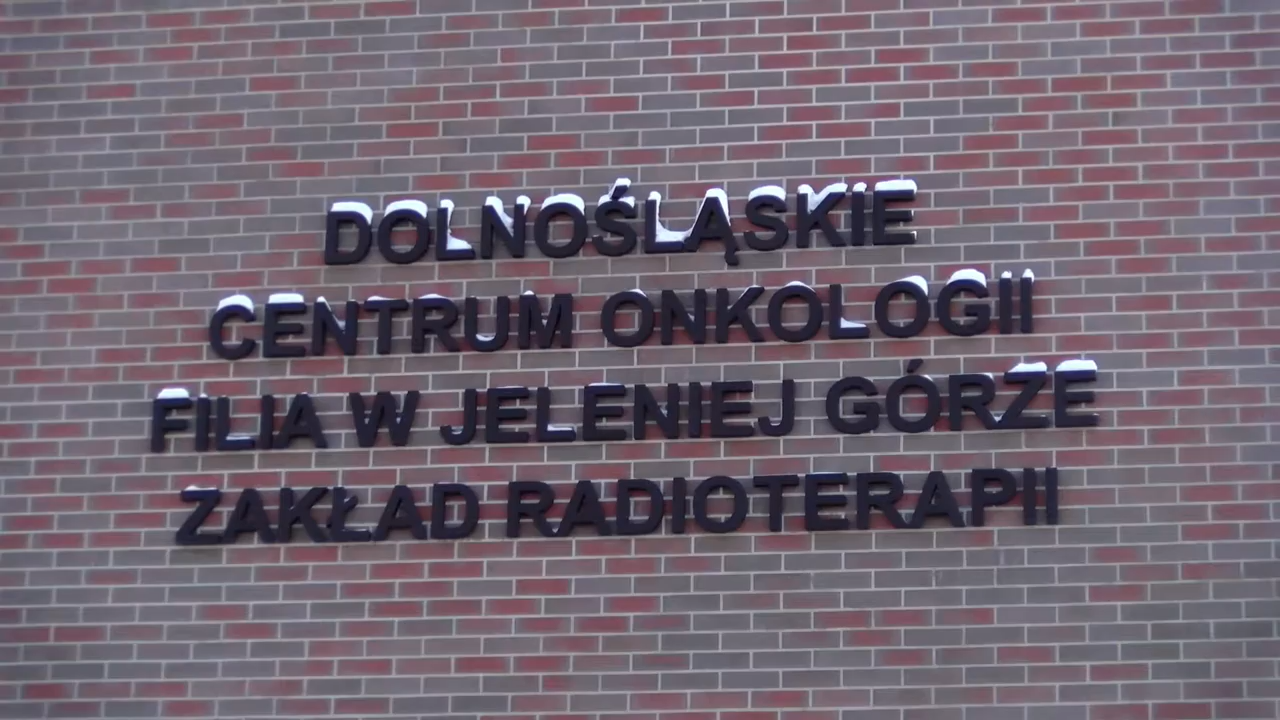 DOLNOŚLĄSKIE
CENTRUM ONKOLOGII
FILIA W JELENIEJ GÓRZE
ZAKŁAD RADIOTERAPII